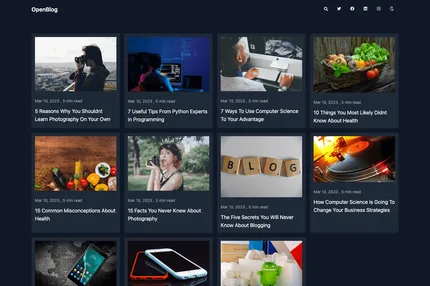 OpenBlog
Mar 10, 2023 , 5 min read
5 Reasons Why You Shouldnt
Learn Photography On Your Own
Mar 10, 2023 , 5 min read
7 Useful Tips From Python Experts
In Programming
Mar 10, 2023 , 5 min read
7 Ways To Use Computer Science
To Your Advantage
Mar 10, 2023 , 5 min read
10 Things You Most Likely Didnt
Know About Health
Mar 10, 2023 , 5 min read
15 Common Misconceptions About
Health
Mar 10, 2023 , 5 min read
15 Facts You Never Knew About
Photography
BLOG
Mar 10, 2023 , 5 min read
The Five Secrets You Will Never
Know About Blogging
Mar 10, 2023 , 5 min read
How Computer Science Is Going To
Change Your Business Strategies